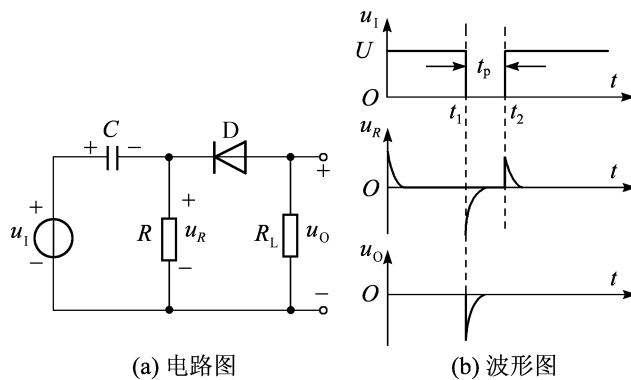 C
D
+ − + +
+
u_I R u_R R_L u_O
− − −
(a) 电路图
u_I
U
t_p
O t_1 t_2 t
u_R
O t
u_O
O t
(b) 波形图